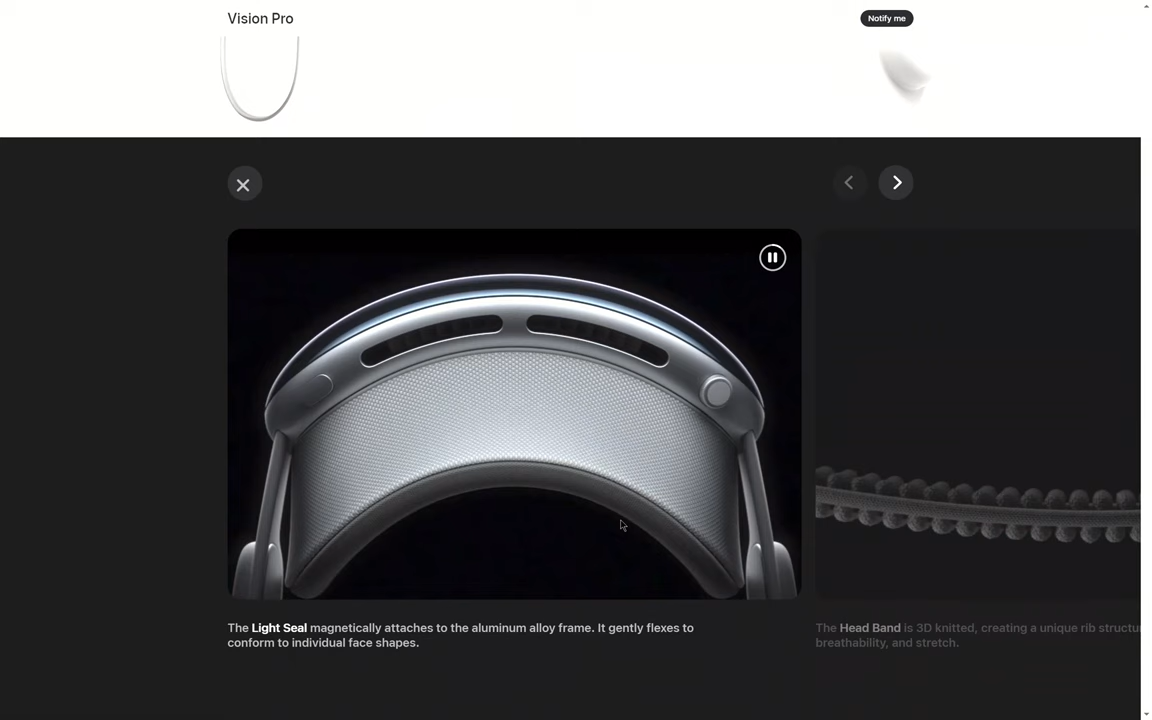 Vision Pro
Notify me
The Light Seal magnetically attaches to the aluminum alloy frame. It gently flexes to
conform to individual face shapes.
The Head Band is 3D knitted, creating a unique rib
breathability, and stretch.